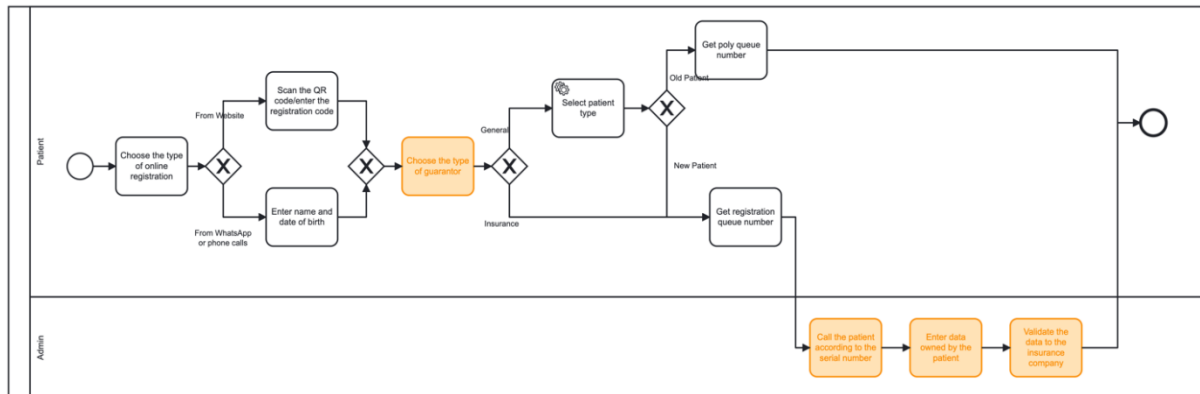 Patient
Choose the type
of online
registration
From Website
From WhatsApp
or phone calls
Scan the QR
code/enter the
registration code
Enter name and
date of birth
Choose the type
of guarantor
General
Insurance
Select patient
type
Old Patient
New Patient
Get poly queue
number
Get registration
queue number
Admin
Call the patient
according to the
serial number
Enter data
owned by the
patient
Validate the
data to the
insurance
company